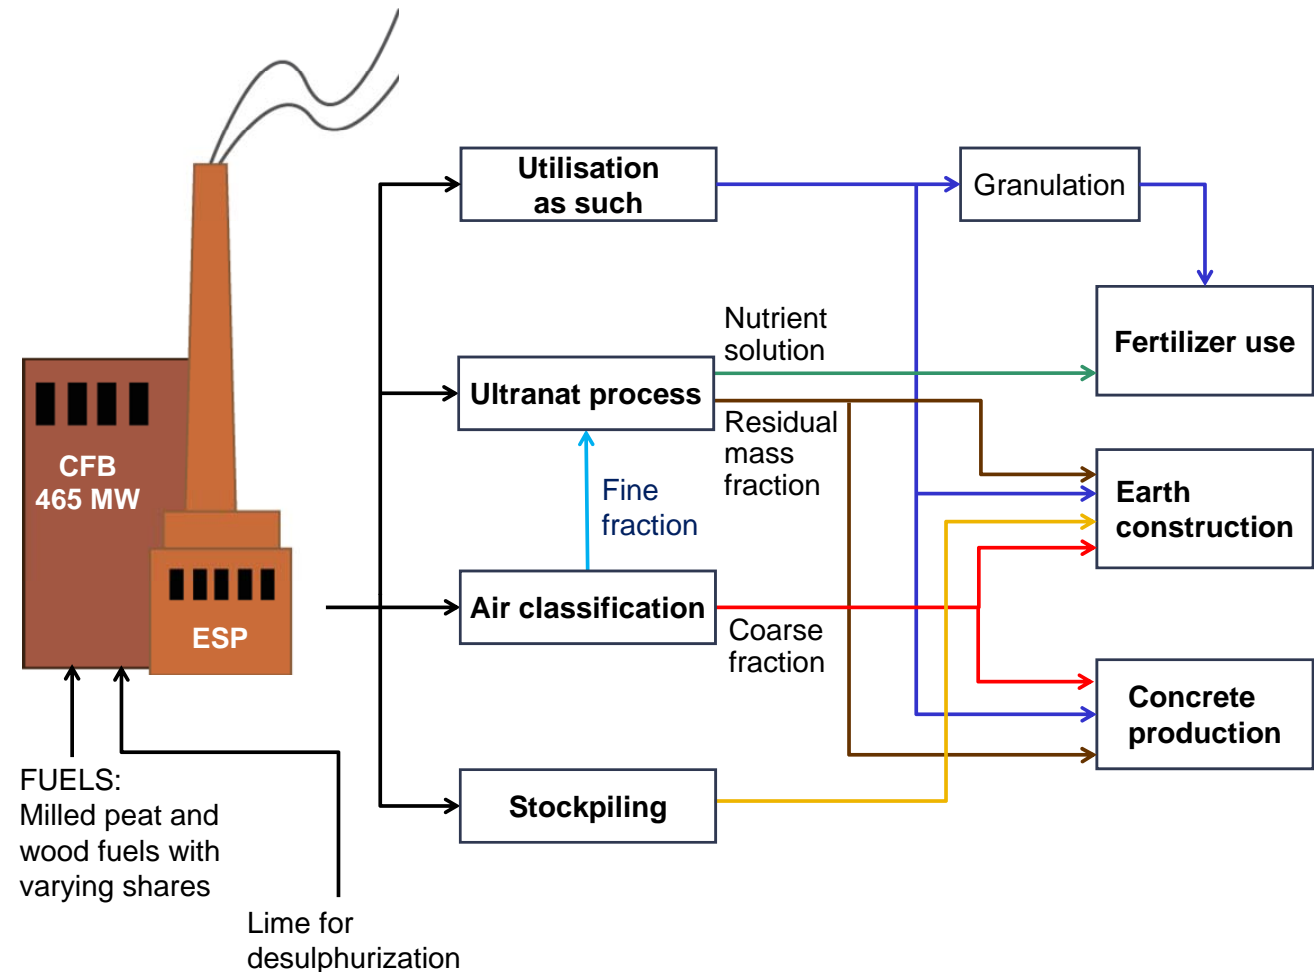 Utilisation
as such
Granulation
Nutrient
solution
Fertilizer use
Ultranat process
Residual
mass
fraction
CFB
465 MW
Fine
fraction
Earth
construction
Air classification
Coarse
fraction
ESP
Concrete
production
Stockpiling
FUELS:
Milled peat and
wood fuels with
varying shares
Lime for
desulphurization